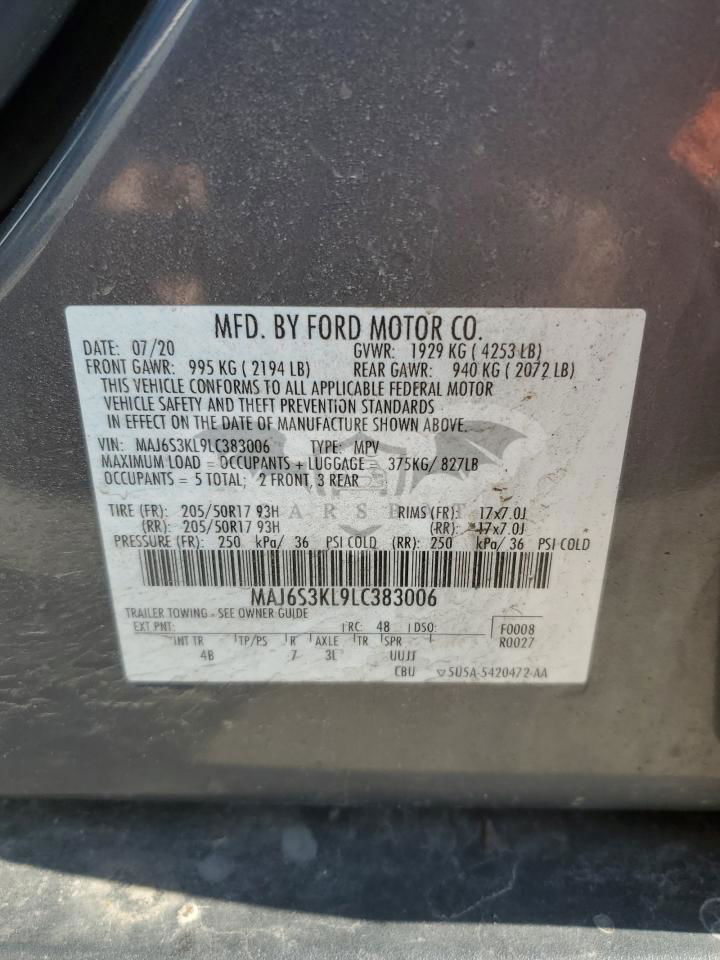 MFD. BY FORD MOTOR CO.
DATE: 07/20 GVWR: 1929 KG ( 4253 LB)
FRONT GAWR: 995 KG ( 2194 LB) REAR GAWR: 940 KG ( 2072 LB)
THIS VEHICLE CONFORMS TO ALL APPLICABLE FEDERAL MOTOR
VEHICLE SAFETY AND THEFT PREVENTION STANDARDS
IN EFFECT ON THE DATE OF MANUFACTURE SHOWN ABOVE.
VIN: MAJ6S3KL9LC383006 TYPE: MPV
MAXIMUM LOAD = OCCUPANTS + LUGGAGE = 375KG/ 827LB
OCCUPANTS = 5 TOTAL; 2 FRONT, 3 REAR
TIRE (FR): 205/50R17 93H RIMS (FR): 17x7.0J
(RR): 205/50R17 93H (RR): 17x7.0J
PRESSURE (FR): 250 kPa/ 36 PSI COLD (RR): 250 kPa/ 36 PSI COLD
MAJ6S3KL9LC383006
TRAILER TOWING - SEE OWNER GUIDE
EXT PNT: RC: 48 DSO: F0008
INT TR TP/PS R AXLE TR SPR R0027
4B 7 3L UUJJ
CBU 5U5A-5420472-AA